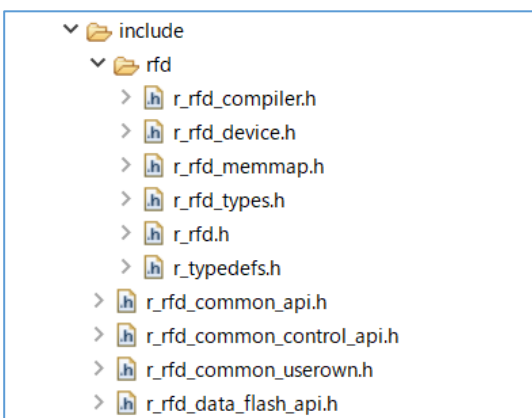 include
rfd
r_rfd_compiler.h
r_rfd_device.h
r_rfd_memmap.h
r_rfd_types.h
r_rfd.h
r_typedefs.h
r_rfd_common_api.h
r_rfd_common_control_api.h
r_rfd_common_userown.h
r_rfd_data_flash_api.h